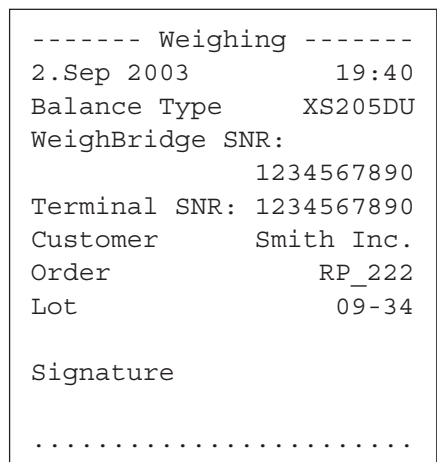 ------- Weighing -------
2.Sep 2003         19:40
Balance Type     XS205DU
WeighBridge SNR:
              1234567890
Terminal SNR: 1234567890
Customer      Smith Inc.
Order             RP_222
Lot                09-34
Signature
........................